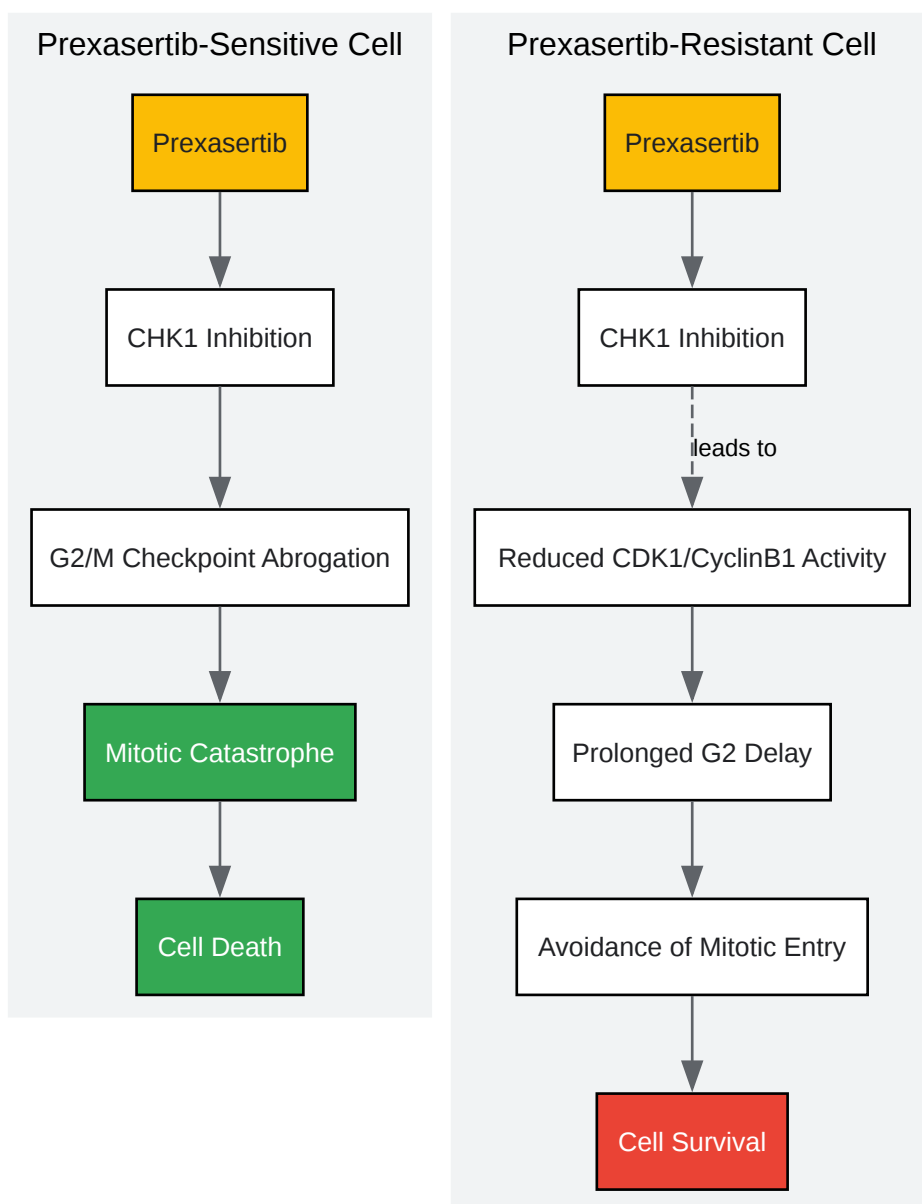 Prexasertib-Sensitive Cell
Prexasertib
CHK1 Inhibition
G2/M Checkpoint Abrogation
Mitotic Catastrophe
Cell Death
Prexasertib-Resistant Cell
Prexasertib
CHK1 Inhibition
leads to
Reduced CDK1/CyclinB1 Activity
Prolonged G2 Delay
Avoidance of Mitotic Entry
Cell Survival